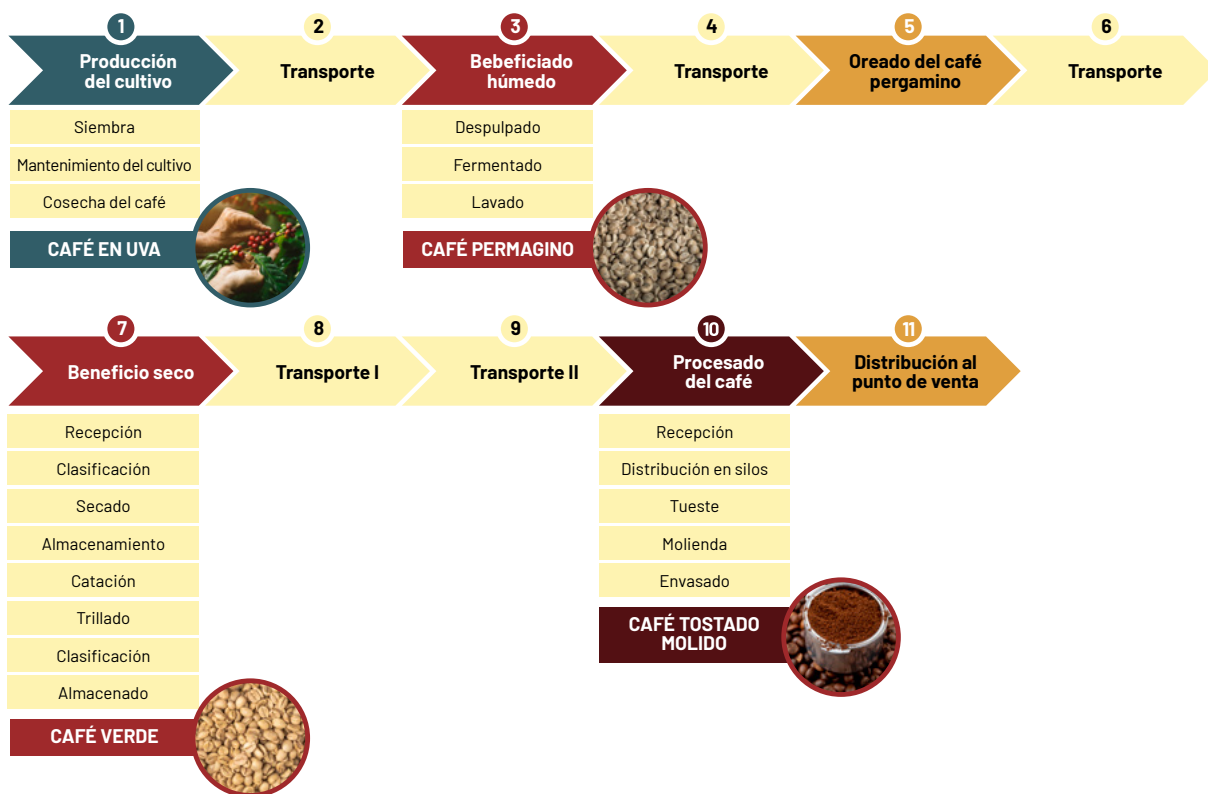 1
Producción
del cultivo
2
Transporte
3
Bebeficiado
húmedo
4
Transporte
5
Oreado del café
pergamino
6
Transporte
Siembra
Mantenimiento del cultivo
Cosecha del café
CAFÉ EN UVA
Despulpado
Fermentado
Lavado
CAFÉ PERMAGINO
7
Beneficio seco
8
Transporte I
9
Transporte II
10
Procesado
del café
11
Distribución al
punto de venta
Recepción
Clasificación
Secado
Almacenamiento
Catación
Trillado
Clasificación
Almacenado
CAFÉ VERDE
Recepción
Distribución en silos
Tueste
Molienda
Envasado
CAFÉ TOSTADO
MOLIDO